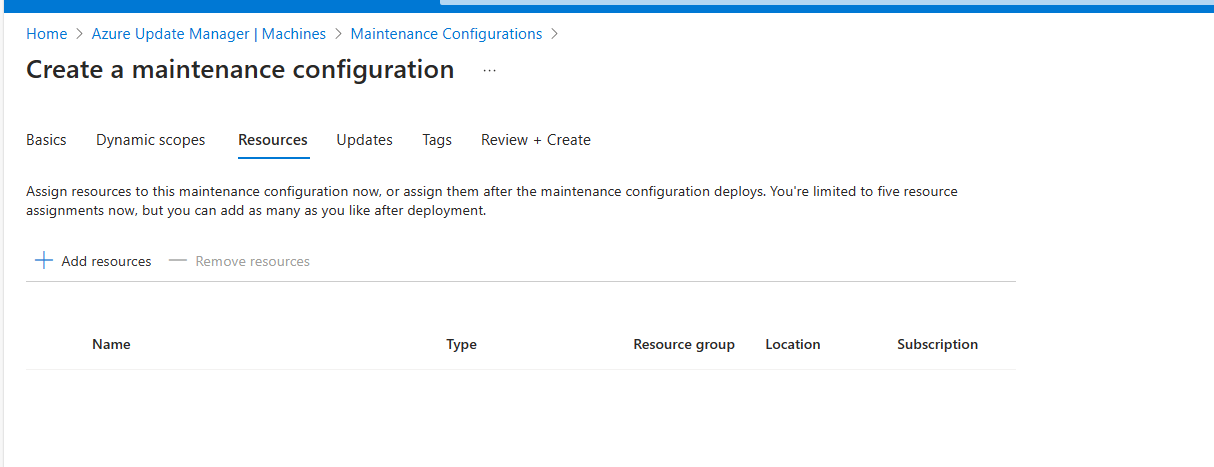 Home > Azure Update Manager | Machines > Maintenance Configurations >
Create a maintenance configuration ...
Basics Dynamic scopes Resources Updates Tags Review + Create
Assign resources to this maintenance configuration now, or assign them after the maintenance configuration deploys. You're limited to five resource
assignments now, but you can add as many as you like after deployment.
Add resources Remove resources
Name Type Resource group Location Subscription